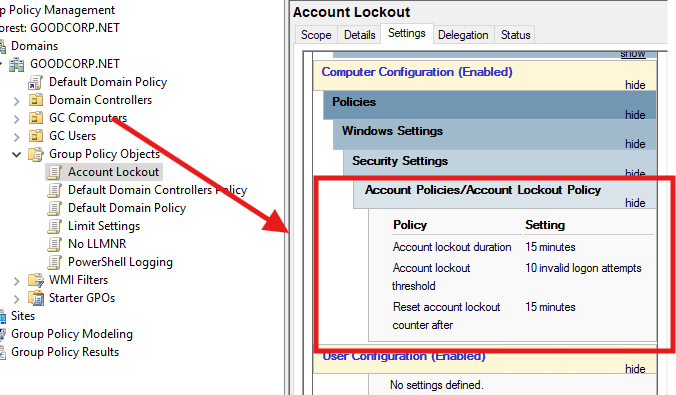 p Policy Management
orest: GOODCORP.NET
Domains
GOODCORP.NET
Default Domain Policy
Domain Controllers
GC Computers
GC Users
Group Policy Objects
Account Lockout
Default Domain Controllers Policy
Default Domain Policy
Limit Settings
No LLMNR
PowerShell Logging
WMI Filters
Starter GPOs
Sites
Group Policy Modeling
Group Policy Results
Account Lockout
Scope Details Settings Delegation Status
show
Computer Configuration (Enabled)
hide
Policies
hide
Windows Settings
hide
Security Settings
hide
Account Policies/Account Lockout Policy
hide
Policy Setting
Account lockout duration 15 minutes
Account lockout 10 invalid logon attempts
threshold
Reset account lockout 15 minutes
counter after
User Configuration (Enabled)
hide
No settings defined.